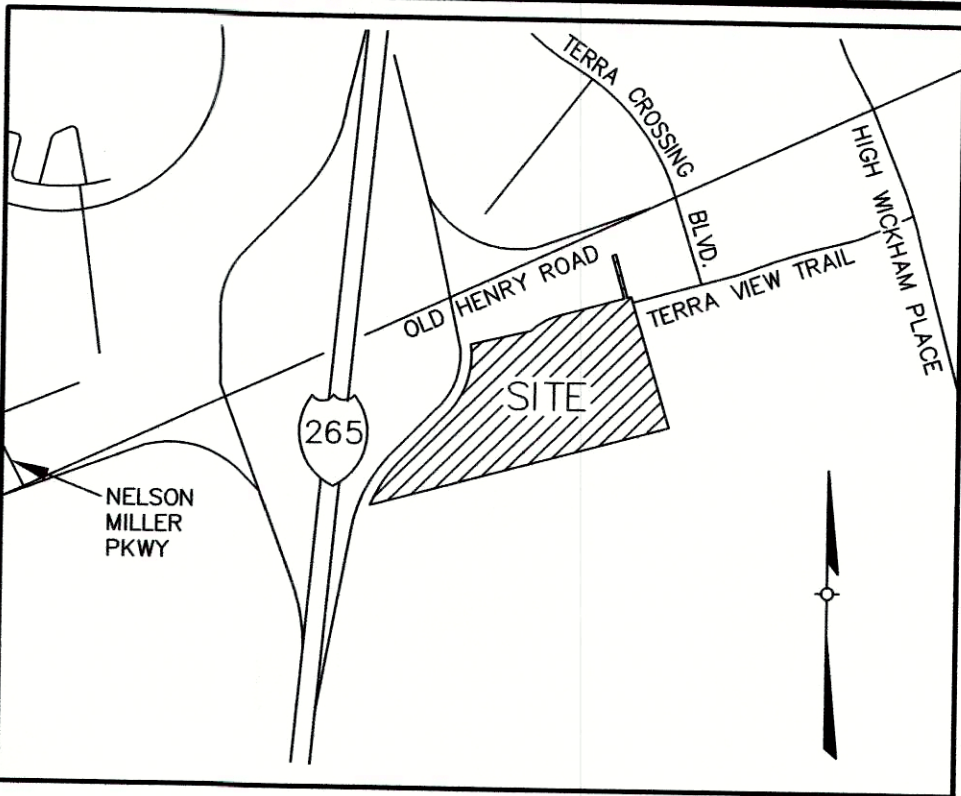 TERRA CROSSING
BLVD.
HIGH WICKHAM PLACE
OLD HENRY ROAD
TERRA VIEW TRAIL
SITE
265
NELSON
MILLER
PKWY